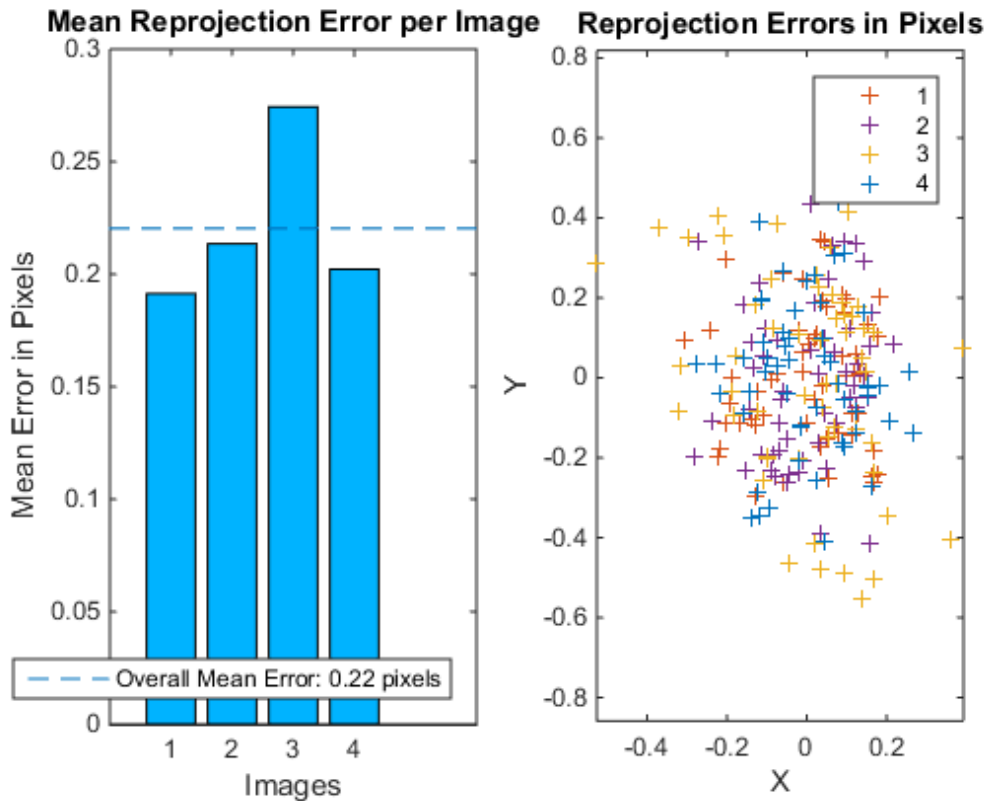 Mean Reprojection Error per Image
0.3
0.25
0.2
0.15
0.1
0.05
0
Mean Error in Pixels
Overall Mean Error: 0.22 pixels
1 2 3 4
Images
Reprojection Errors in Pixels
1
2
3
4
0.8
0.6
0.4
0.2
0
-0.2
-0.4
-0.6
-0.8
Y
-0.4 -0.2 0 0.2
X